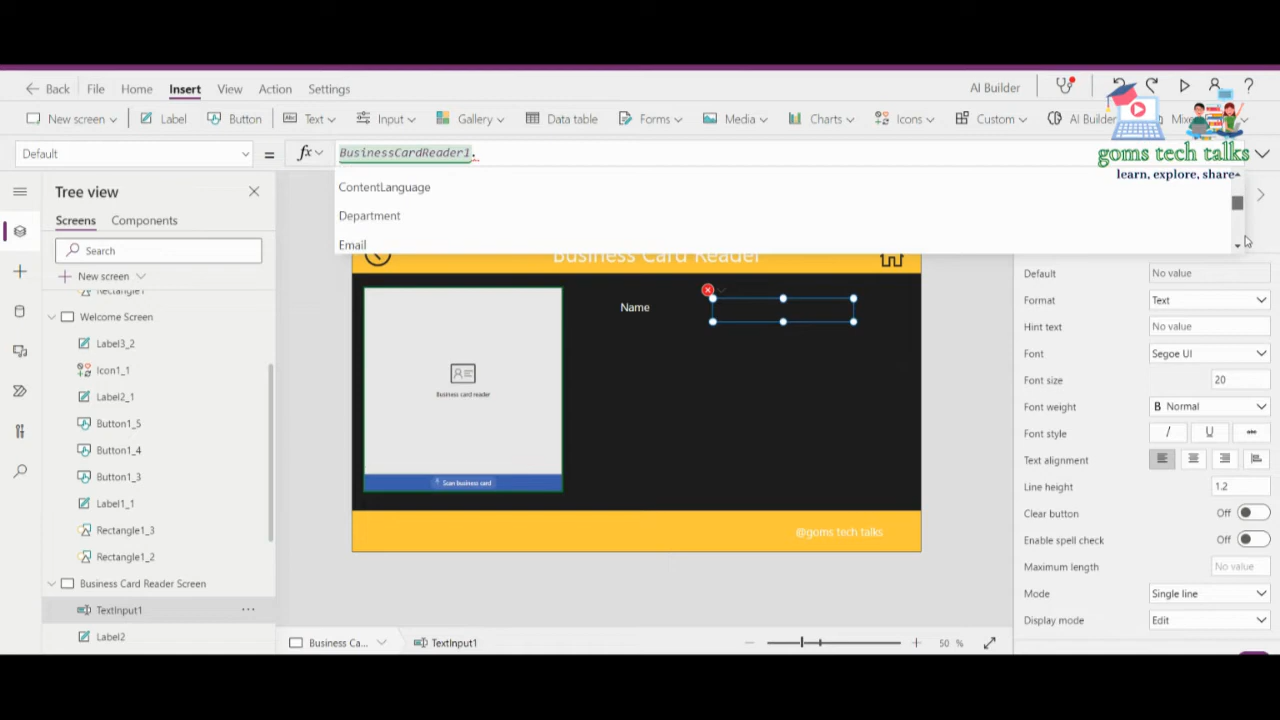 Back File Home Insert View Action Settings AI Builder
New screen Label Button Text Input Gallery Data table Forms Media Charts Icons Custom AI Builder
goms tech talks
learn, explore, share
Default = fx BusinessCardReader1.
ContentLanguage
Department
Email
Tree view
Screens Components
Search
New screen
Rectangle1
Welcome Screen
Label3_2
Icon1_1
Label2_1
Button1_5
Button1_4
Button1_3
Label1_1
Rectangle1_3
Rectangle1_2
Business Card Reader Screen
TextInput1
Label2
Business Card Reader
Name
Business card reader
Scan business card
@goms tech talks
Default No value
Format Text
Hint text No value
Font Segoe UI
Font size 20
Font weight B Normal
Font style / U abc
Text alignment
Line height 1.2
Clear button Off
Enable spell check Off
Maximum length No value
Mode Single line
Display mode Edit
Business Ca... TextInput1 50 %